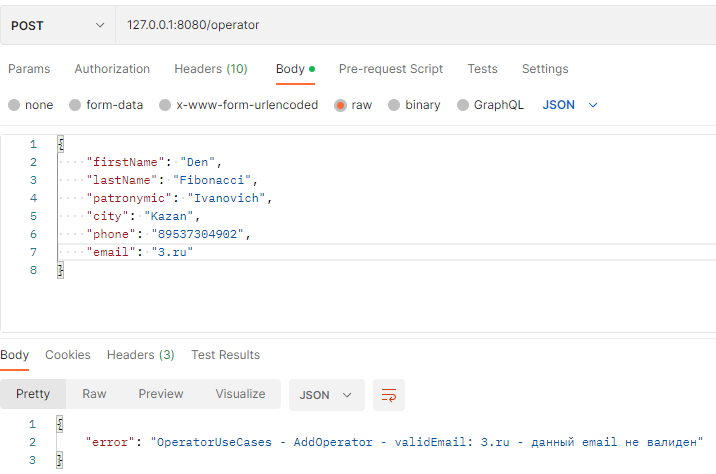 POST 127.0.0.1:8080/operator
Params Authorization Headers (10) Body Pre-request Script Tests Settings
none form-data x-www-form-urlencoded raw binary GraphQL JSON
1 {
2 "firstName": "Den",
3 "lastName": "Fibonacci",
4 "patronymic": "Ivanovich",
5 "city": "Kazan",
6 "phone": "89537304902",
7 "email": "3.ru"
8 }
Body Cookies Headers (3) Test Results
Pretty Raw Preview Visualize JSON
1 {
2 "error": "OperatorUseCases - AddOperator - validEmail: 3.ru - данный email не валиден"
3 }